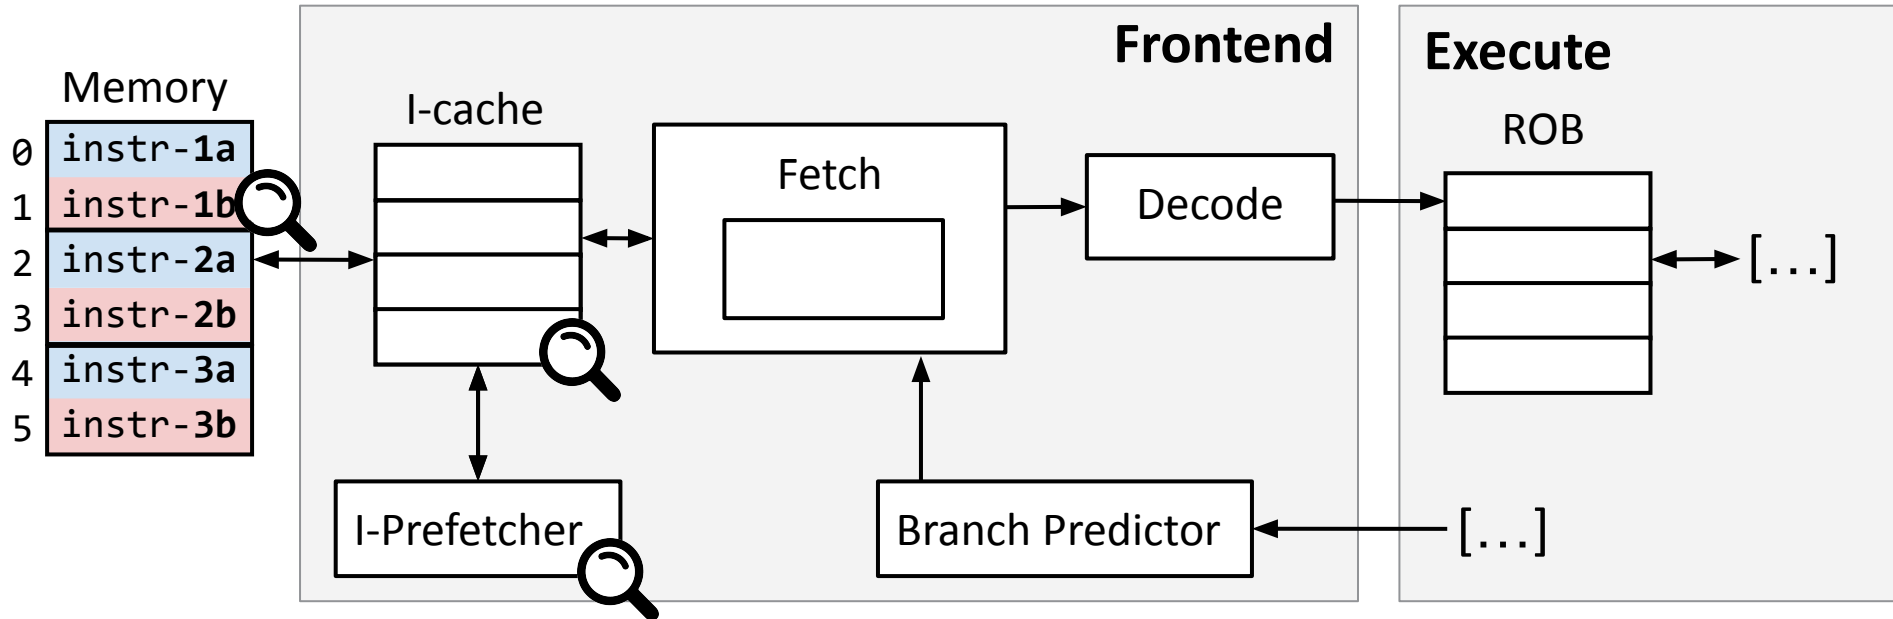 Frontend
Execute
Memory
0 instr-1a
1 instr-1b
2 instr-2a
3 instr-2b
4 instr-3a
5 instr-3b
I-cache
Fetch
Decode
ROB
[...]
I-Prefetcher
Branch Predictor
[...]